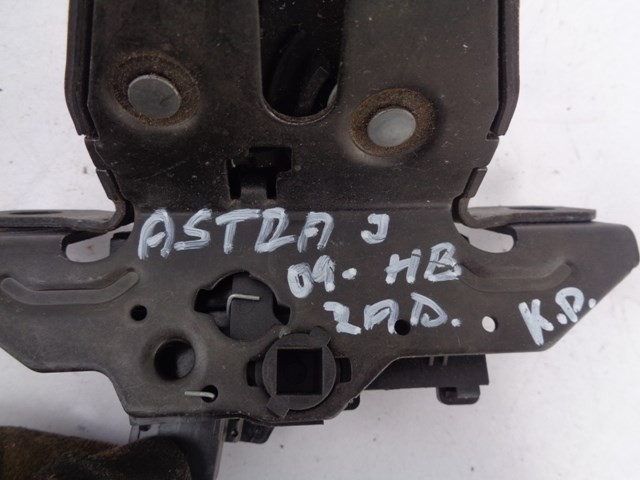 ASTRA J
09. HB
ZAD. K.P.